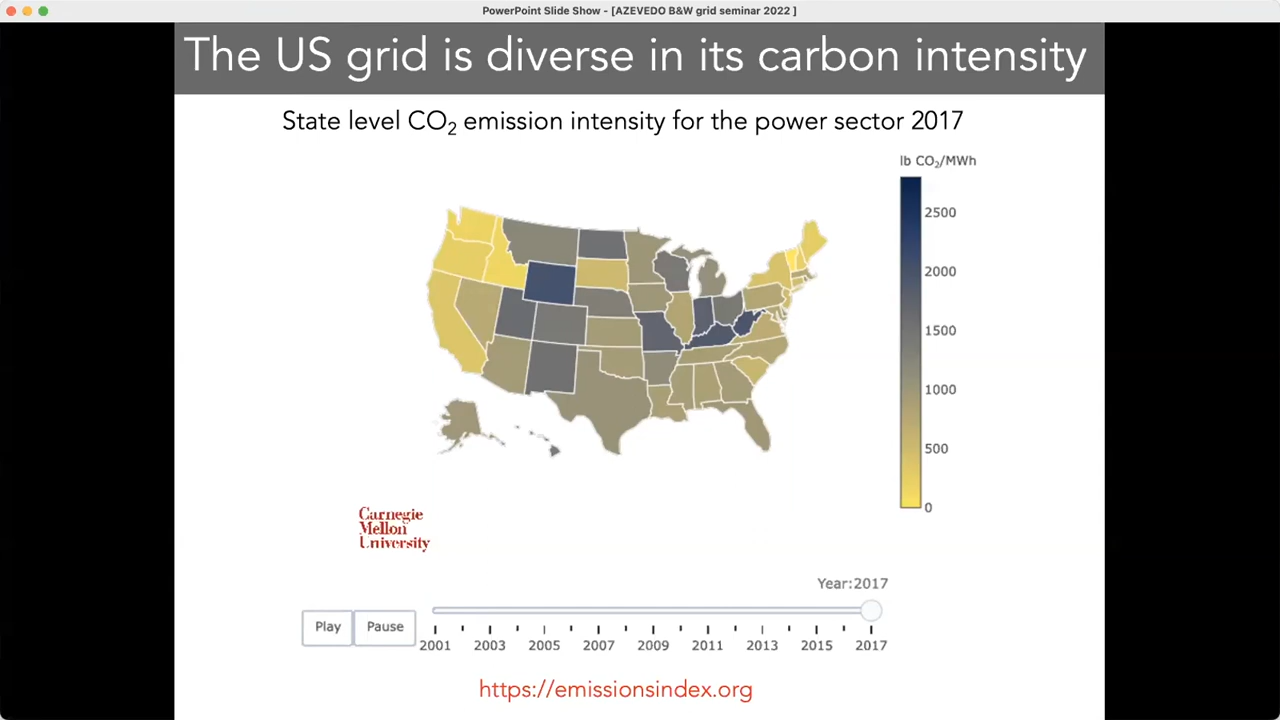 PowerPoint Slide Show - [AZEVEDO B&W grid seminar 2022 ]
The US grid is diverse in its carbon intensity
State level CO₂ emission intensity for the power sector 2017
lb CO₂/MWh
2500
2000
1500
1000
500
0
Carnegie
Mellon
University
Year:2017
Play Pause
2001 2003 2005 2007 2009 2011 2013 2015 2017
https://emissionsindex.org